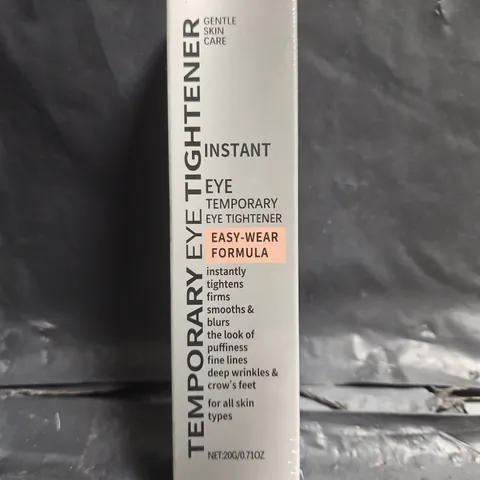 TEMPORARY EYE TIGHTENER
GENTLE
SKIN
CARE
INSTANT
EYE
TEMPORARY
EYE TIGHTENER
EASY-WEAR
FORMULA
instantly
tightens
firms
smooths &
blurs
the look of
puffiness
fine lines
deep wrinkles &
crow's feet
for all skin
types
NET:20G/0.71OZ